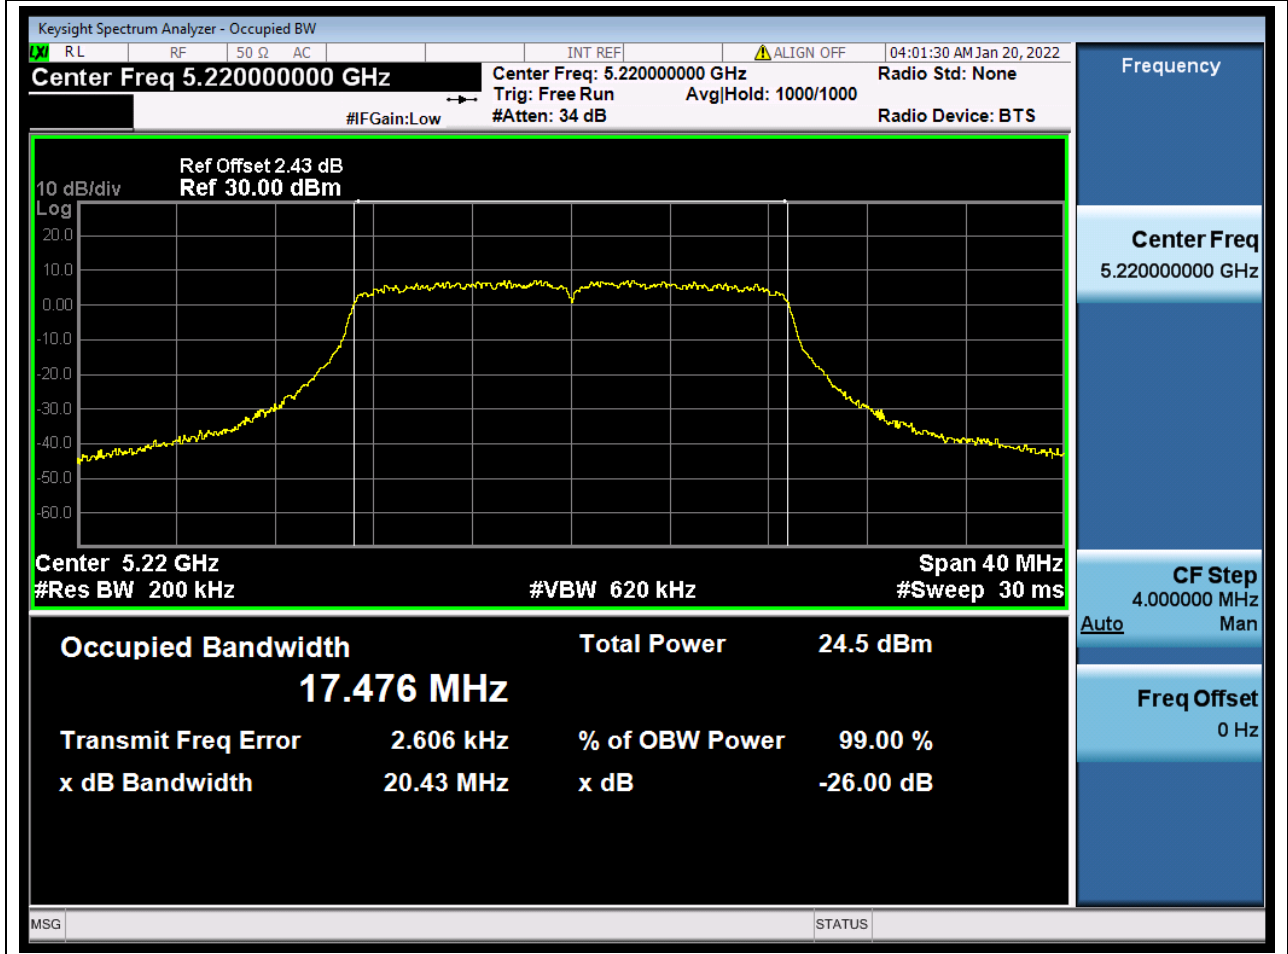 Keysight Spectrum Analyzer - Occupied BW
LXI RL RF 50 Ω AC INT REF ALIGN OFF 04:01:30 AM Jan 20, 2022
Center Freq 5.220000000 GHz
Center Freq: 5.220000000 GHz
Radio Std: None
Trig: Free Run Avg|Hold: 1000/1000
#IFGain:Low
#Atten: 34 dB
Radio Device: BTS
Ref Offset 2.43 dB
10 dB/div Ref 30.00 dBm
Log
20.0
10.0
0.00
-10.0
-20.0
-30.0
-40.0
-50.0
-60.0
Center 5.22 GHz Span 40 MHz
#Res BW 200 kHz #VBW 620 kHz #Sweep 30 ms
Occupied Bandwidth Total Power 24.5 dBm
17.476 MHz
Transmit Freq Error 2.606 kHz % of OBW Power 99.00 %
x dB Bandwidth 20.43 MHz x dB -26.00 dB
MSG STATUS
Frequency
Center Freq
5.220000000 GHz
CF Step
4.000000 MHz
Auto Man
Freq Offset
0 Hz